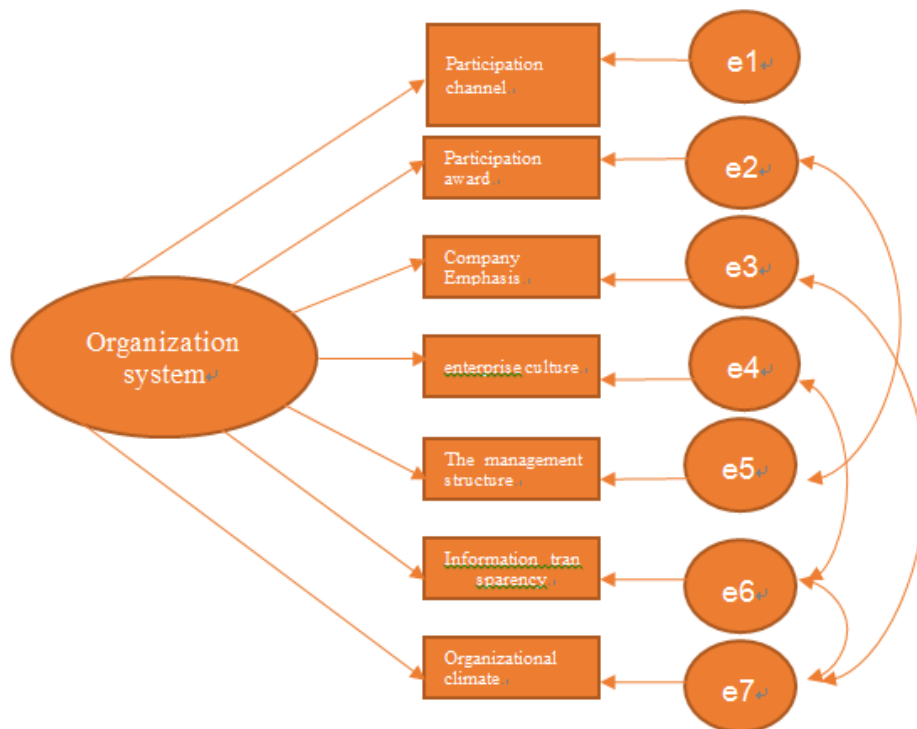 Participation
channel
e1
Participation
award
e2
Company
Emphasis
e3
Organization
system
enterprise culture
e4
The management
structure
e5
Information tran
sparency
e6
Organizational
climate
e7